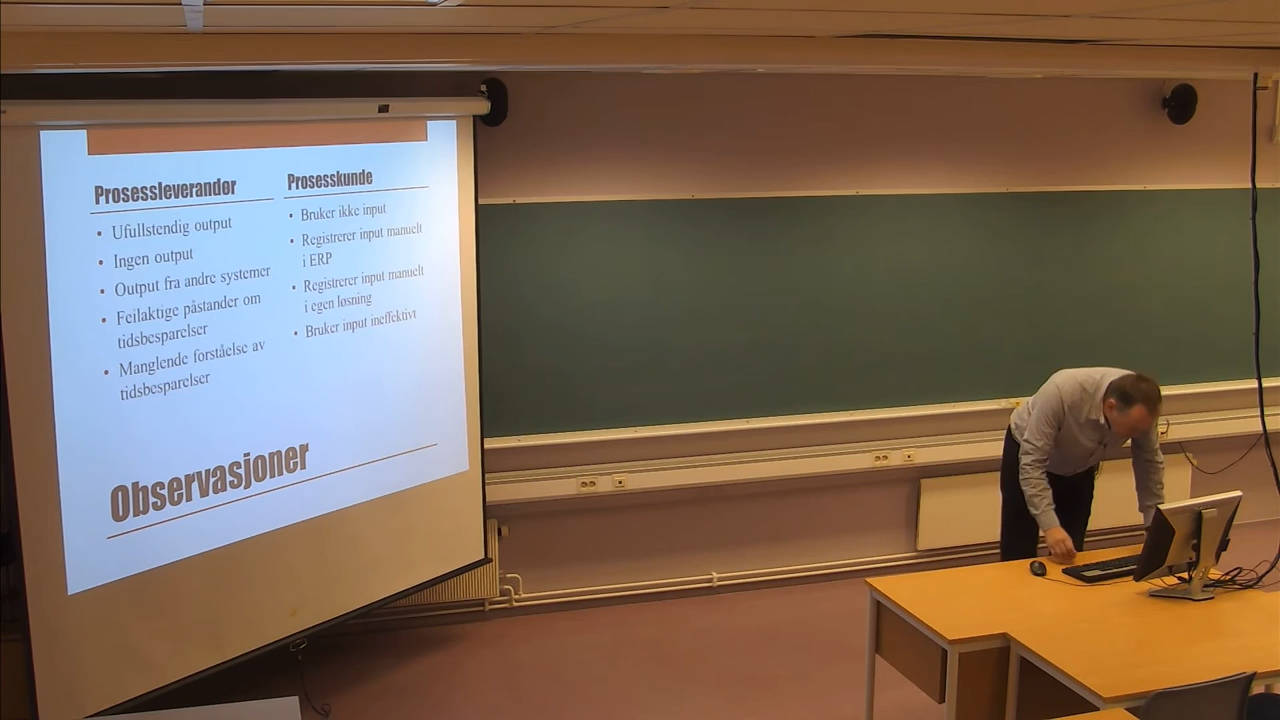 Prosessleverandør
• Ufullstendig output
• Ingen output
• Output fra andre systemer
• Feilaktige påstander om
tidsbesparelser
• Manglende forståelse av
tidsbesparelser
Prosesskunde
• Bruker ikke input
• Registrerer input manuelt
i ERP
• Registrerer input manuelt
i egen løsning
• Bruker input ineffektivt
Observasjoner